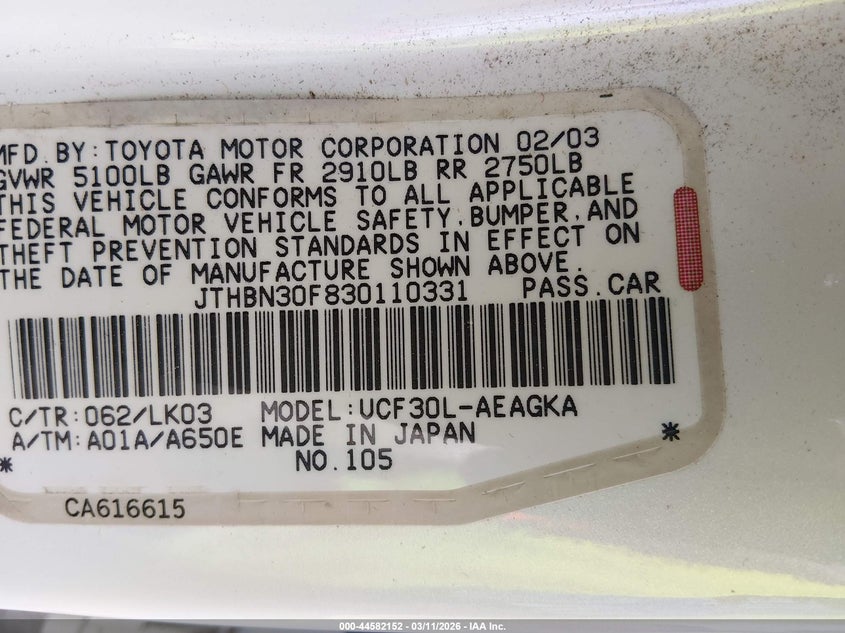 MFD.BY:TOYOTA MOTOR CORPORATION 02/03
GVWR 5100LB GAWR FR 2910LB RR 2750LB
THIS VEHICLE CONFORMS TO ALL APPLICABLE
FEDERAL MOTOR VEHICLE SAFETY,BUMPER,AND
THEFT PREVENTION STANDARDS IN EFFECT ON
THE DATE OF MANUFACTURE SHOWN ABOVE.
JTHBN30F830110331 PASS.CAR
C/TR:062/LK03 MODEL:UCF30L-AEAGKA
A/TM:A01A/A650E MADE IN JAPAN
* NO.105 *
CA616615
000-44582152 — 03/11/2026 — IAA Inc.